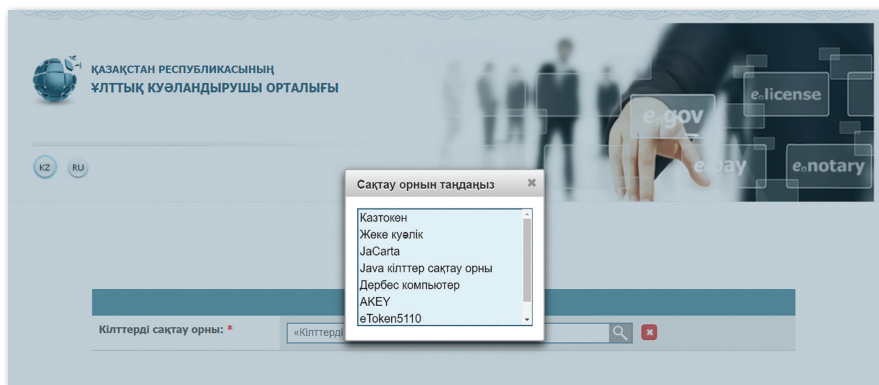 ҚАЗАҚСТАН РЕСПУБЛИКАСЫНЫҢ
ҰЛТТЫҚ КУӘЛАНДЫРУШЫ ОРТАЛЫҒЫ
KZ RU
e.gov
e.license
e.pay
e.notary
Сақтау орнын таңдаңыз
Казтокен
Жеке куәлік
JaCarta
Java кілттер сақтау орны
Дербес компьютер
AKEY
eToken5110
Кілттерді сақтау орны: *
«Кілттерді